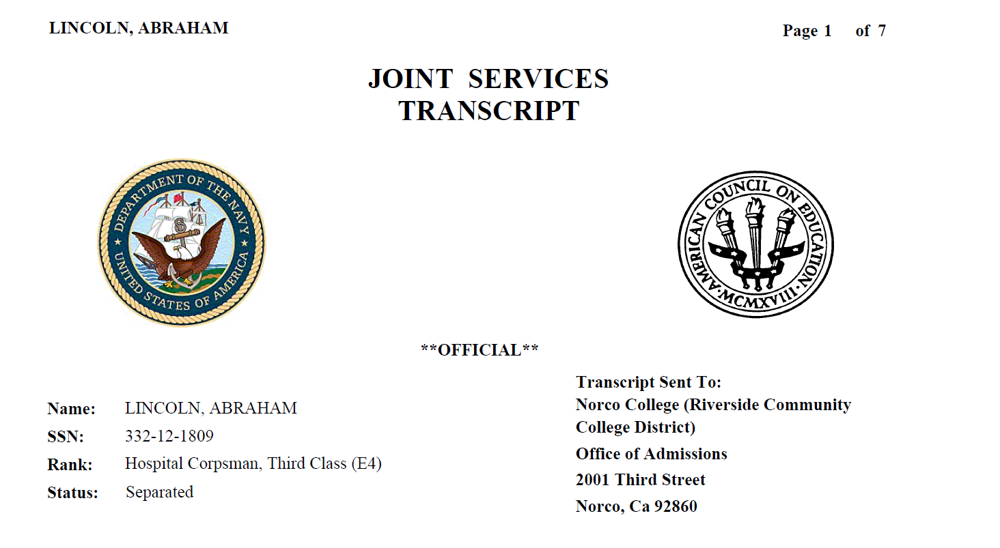 LINCOLN, ABRAHAM
Page 1 of 7
JOINT SERVICES
TRANSCRIPT
DEPARTMENT OF THE NAVY
★ UNITED STATES OF AMERICA ★
AMERICAN COUNCIL ON EDUCATION
·MCMXVIII·
**OFFICIAL**
Name: LINCOLN, ABRAHAM
SSN: 332-12-1809
Rank: Hospital Corpsman, Third Class (E4)
Status: Separated
Transcript Sent To:
Norco College (Riverside Community
College District)
Office of Admissions
2001 Third Street
Norco, Ca 92860